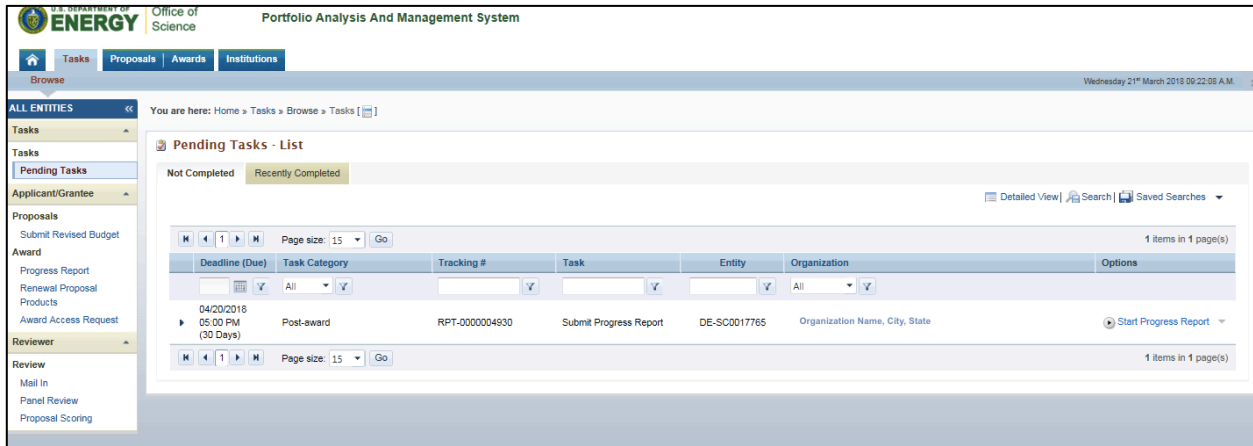 U.S. DEPARTMENT OF
ENERGY
Office of
Science
Portfolio Analysis And Management System
Tasks
Proposals | Awards
Institutions
Browse
Wednesday 21st March 2018 09:22:08 A.M.
ALL ENTITIES «
You are here: Home » Tasks » Browse » Tasks [ ]
Tasks
Tasks
Pending Tasks
Applicant/Grantee
Proposals
Submit Revised Budget
Award
Progress Report
Renewal Proposal
Products
Award Access Request
Reviewer
Review
Mail In
Panel Review
Proposal Scoring
Pending Tasks - List
Not Completed Recently Completed
Detailed View| Search| Saved Searches
1 Page size: 15 Go 1 items in 1 page(s)
Deadline (Due) Task Category Tracking # Task Entity Organization Options
All All
04/20/2018
05:00 PM
(30 Days)
Post-award RPT-0000004930 Submit Progress Report DE-SC0017765 Organization Name, City, State Start Progress Report
1 Page size: 15 Go 1 items in 1 page(s)